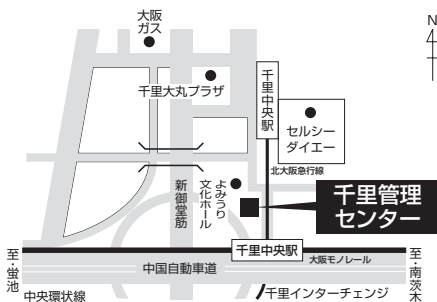 大阪
ガス
N
千里大丸プラザ
千里中央駅
セルシー
ダイエー
北大阪急行線
新御堂筋
よみうり
文化ホール
千里管理
センター
千里中央駅
大阪モノレール
至・蛍池
至・南茨木
中国自動車道
中央環状線
千里インターチェンジ